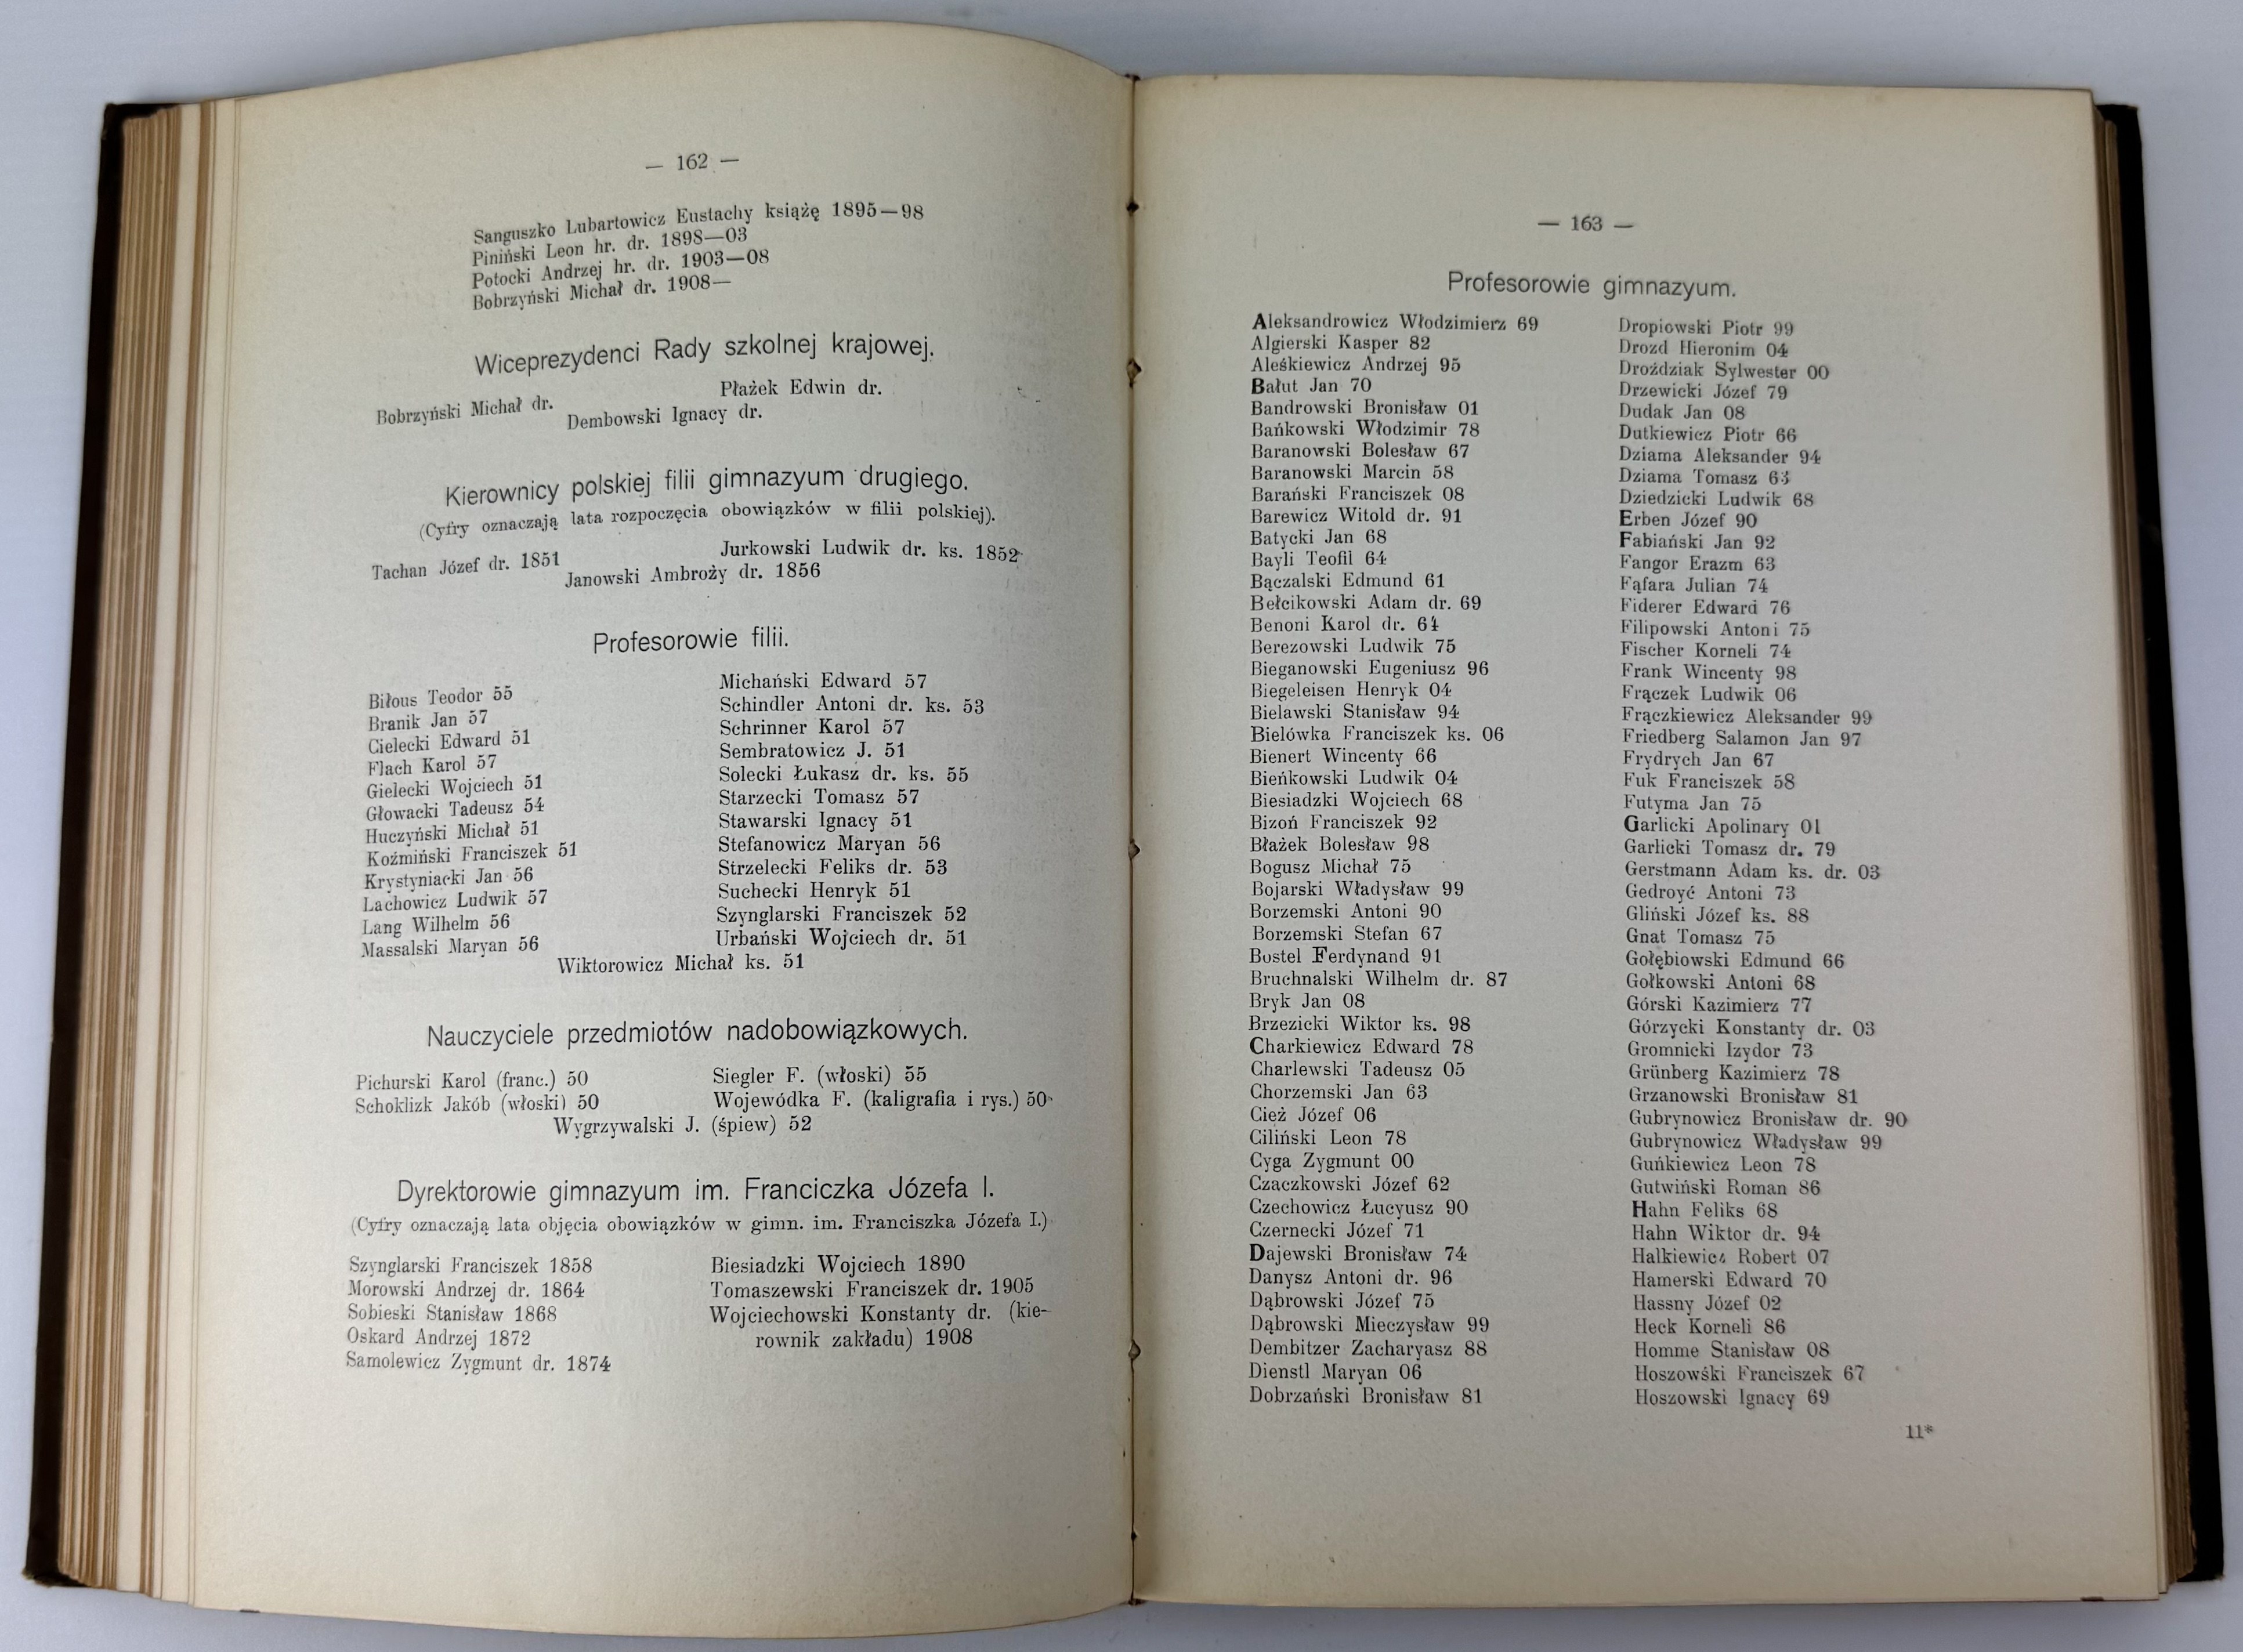 — 162 —
Sanguszko Lubartowicz Eustachy książę 1895—98
Piniński Leon hr. dr. 1898—03
Potocki Andrzej hr. dr. 1903—08
Bobrzyński Michał dr. 1908—
Wiceprezydenci Rady szkolnej krajowej.
Bobrzyński Michał dr.
Płażek Edwin dr.
Dembowski Ignacy dr.
Kierownicy polskiej filii gimnazyum drugiego.
(Cyfry oznaczają lata rozpoczęcia obowiązków w filii polskiej).
Tachan Józef dr. 1851
Jurkowski Ludwik dr. ks. 1852
Janowski Ambroży dr. 1856
Profesorowie filii.
Biłous Teodor 55
Branik Jan 57
Cielecki Edward 51
Flach Karol 57
Gielecki Wojciech 51
Głowacki Tadeusz 54
Huczyński Michał 51
Koźmiński Franciszek 51
Krystyniacki Jan 56
Lachowicz Ludwik 57
Lang Wilhelm 56
Massalski Maryan 56
Michański Edward 57
Schindler Antoni dr. ks. 53
Schrinner Karol 57
Sembratowicz J. 51
Solecki Łukasz dr. ks. 55
Starzecki Tomasz 57
Stawarski Ignacy 51
Stefanowicz Maryan 56
Strzelecki Feliks dr. 53
Suchecki Henryk 51
Szynglarski Franciszek 52
Urbański Wojciech dr. 51
Wiktorowicz Michał ks. 51
Nauczyciele przedmiotów nadobowiązkowych.
Pichurski Karol (franc.) 50
Schoklizk Jakób (włoski) 50
Siegler F. (włoski) 55
Wojewódka F. (kaligrafia i rys.) 50
Wygrzywalski J. (śpiew) 52
Dyrektorowie gimnazyum im. Franciczka Józefa I.
(Cyfry oznaczają lata objęcia obowiązków w gimn. im. Franciszka Józefa I.)
Szynglarski Franciszek 1858
Morowski Andrzej dr. 1864
Sobieski Stanisław 1868
Oskard Andrzej 1872
Samolewicz Zygmunt dr. 1874
Biesiadzki Wojciech 1890
Tomaszewski Franciszek dr. 1905
Wojciechowski Konstanty dr. (kie-
rownik zakładu) 1908
— 163 —
Profesorowie gimnazyum.
Aleksandrowicz Włodzimierz 69
Algierski Kasper 82
Aleśkiewicz Andrzej 95
Bałut Jan 70
Bandrowski Bronisław 01
Bańkowski Włodzimir 78
Baranowski Bolesław 67
Baranowski Marcin 58
Barański Franciszek 08
Barewicz Witold dr. 91
Batycki Jan 68
Bayli Teofil 64
Bączalski Edmund 61
Bełcikowski Adam dr. 69
Benoni Karol dr. 64
Berezowski Ludwik 75
Bieganowski Eugeniusz 96
Biegeleisen Henryk 04
Bielawski Stanisław 94
Bielówka Franciszek ks. 06
Bienert Wincenty 66
Bieńkowski Ludwik 04
Biesiadzki Wojciech 68
Bizoń Franciszek 92
Błażek Bolesław 98
Bogusz Michał 75
Bojarski Władysław 99
Borzemski Antoni 90
Borzemski Stefan 67
Bostel Ferdynand 91
Bruchnalski Wilhelm dr. 87
Bryk Jan 08
Brzezicki Wiktor ks. 98
Charkiewicz Edward 78
Charlewski Tadeusz 05
Chorzemski Jan 63
Cież Józef 06
Ciliński Leon 78
Cyga Zygmunt 00
Czaczkowski Józef 62
Czechowicz Łucyusz 90
Czernecki Józef 71
Dajewski Bronisław 74
Danysz Antoni dr. 96
Dąbrowski Józef 75
Dąbrowski Mieczysław 99
Dembitzer Zacharyasz 88
Dienstl Maryan 06
Dobrzański Bronisław 81
Dropiowski Piotr 99
Drozd Hieronim 04
Droździak Sylwester 00
Drzewicki Józef 79
Dudak Jan 08
Dutkiewicz Piotr 66
Dziama Aleksander 94
Dziama Tomasz 63
Dziedzicki Ludwik 68
Erben Józef 90
Fabiański Jan 92
Fangor Erazm 63
Fąfara Julian 74
Fiderer Edward 76
Filipowski Antoni 75
Fischer Korneli 74
Frank Wincenty 98
Frączek Ludwik 06
Frączkiewicz Aleksander 99
Friedberg Salamon Jan 97
Frydrych Jan 67
Fuk Franciszek 58
Futyma Jan 75
Garlicki Apolinary 01
Garlicki Tomasz dr. 79
Gerstmann Adam ks. dr. 03
Gedroyć Antoni 73
Gliński Józef ks. 88
Gnat Tomasz 75
Gołębiowski Edmund 66
Gołkowski Antoni 68
Górski Kazimierz 77
Górzycki Konstanty dr. 03
Gromnicki Izydor 73
Grünberg Kazimierz 78
Grzanowski Bronisław 81
Gubrynowicz Bronisław dr. 90
Gubrynowicz Władysław 99
Guńkiewicz Leon 78
Gutwiński Roman 86
Hahn Feliks 68
Hahn Wiktor dr. 94
Halkiewicz Robert 07
Hamerski Edward 70
Hassny Józef 02
Heck Korneli 86
Homme Stanisław 08
Hoszowski Franciszek 67
Hoszowski Ignacy 69
11*